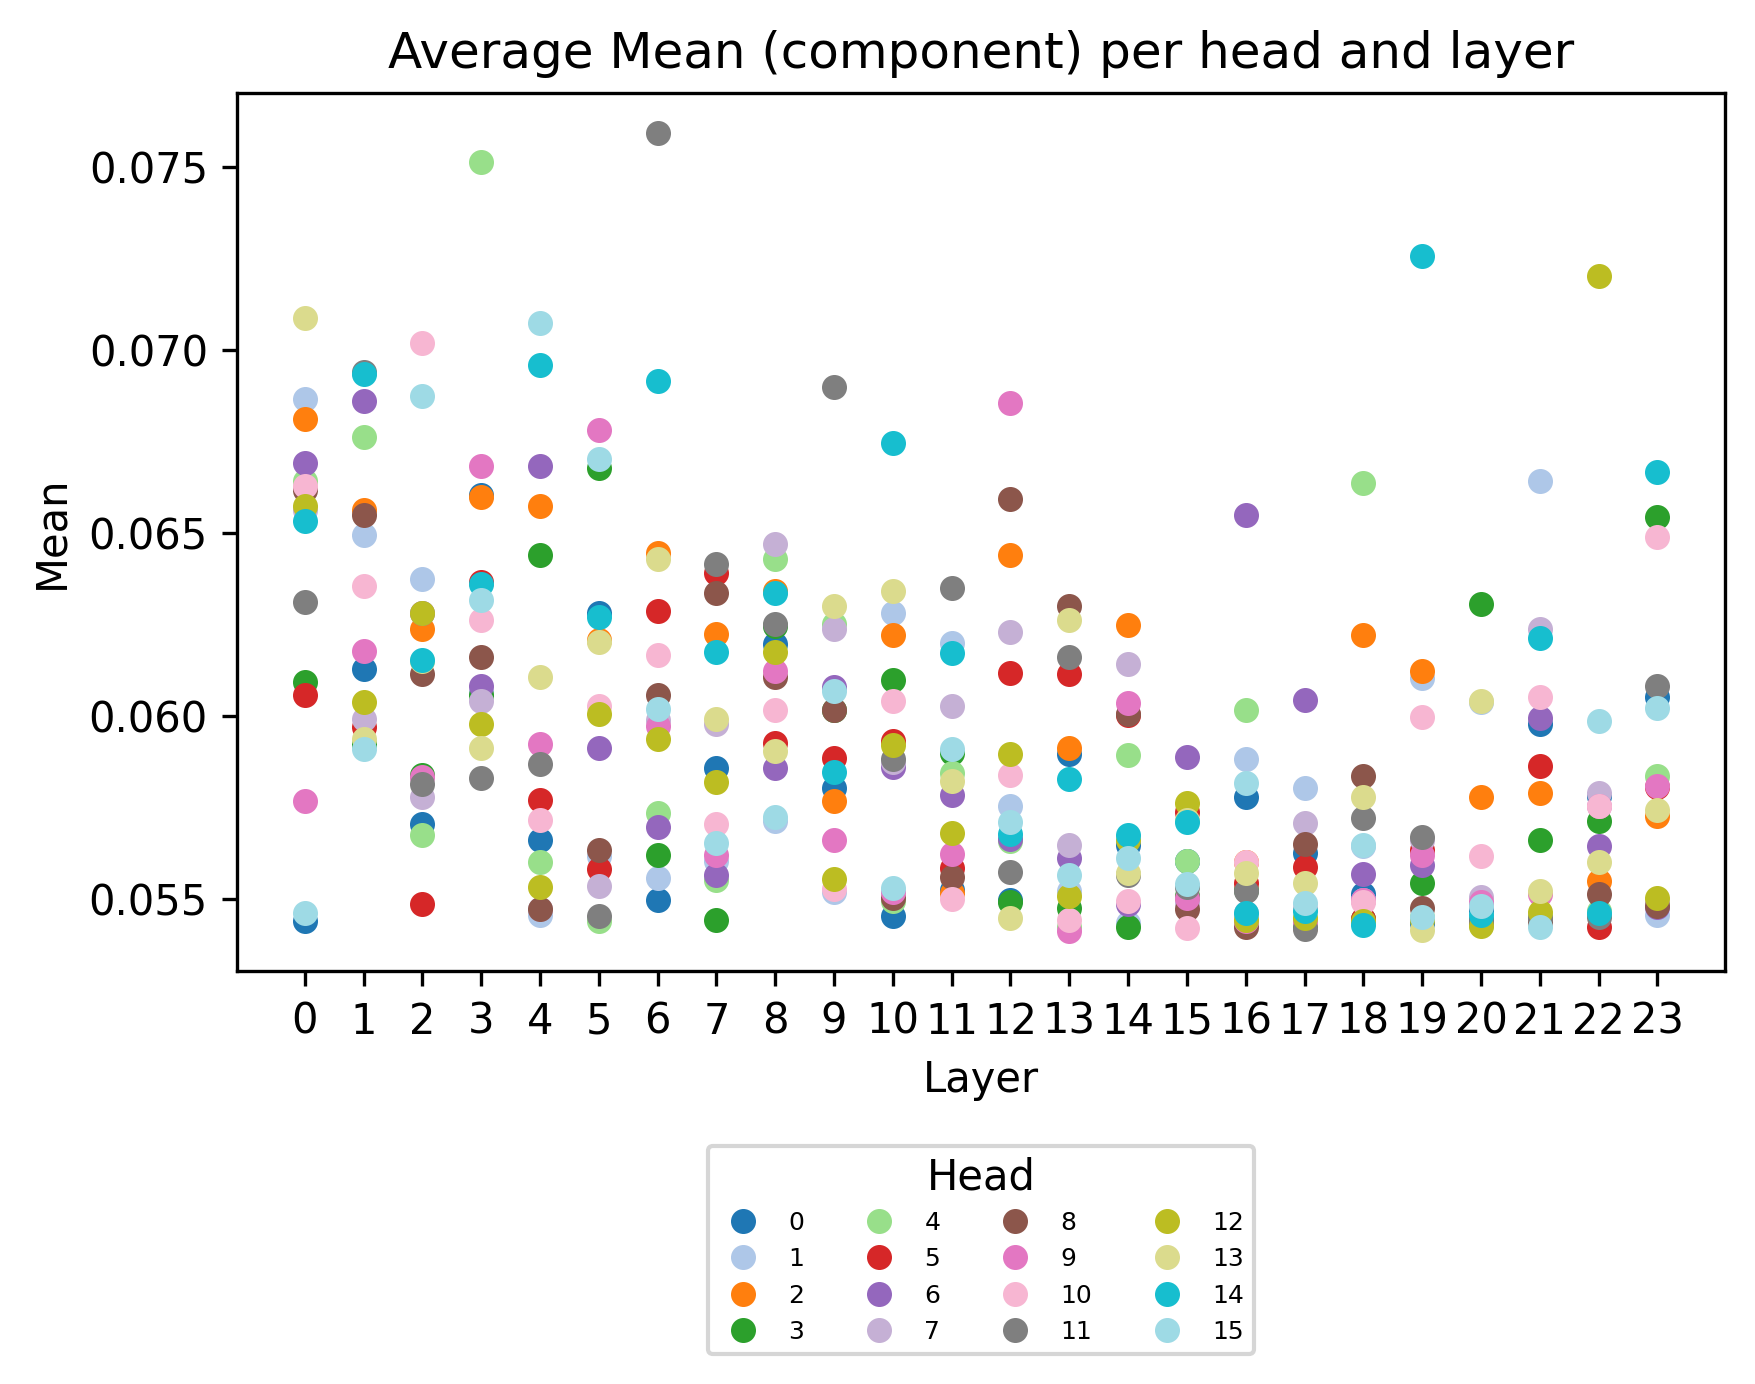 Average Mean (component) per head and layer
0.075
0.070
0.065
0.060
0.055
Mean
0 1 2 3 4 5 6 7 8 9 10 11 12 13 14 15 16 17 18 19 20 21 22 23
Layer
Head
0 4 8 12
1 5 9 13
2 6 10 14
3 7 11 15